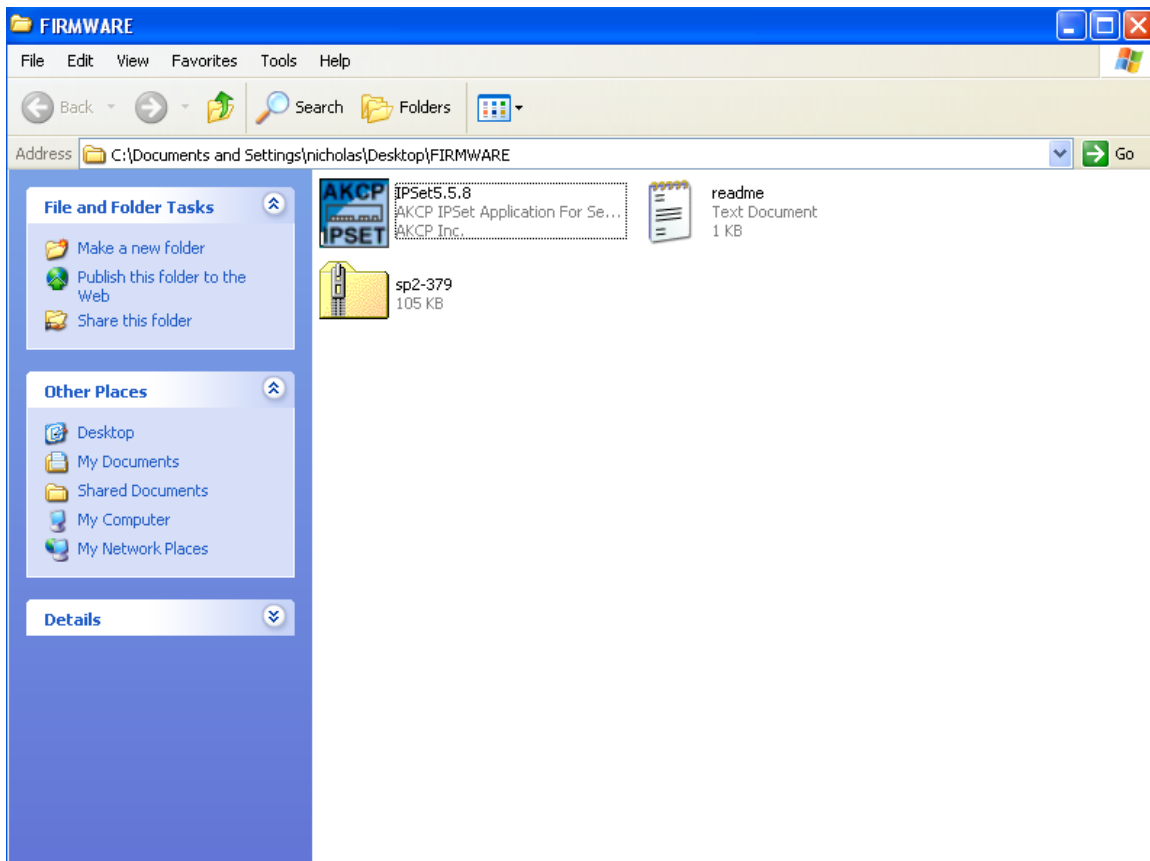 FIRMWARE
File Edit View Favorites Tools Help
Back Search Folders
Address C:\Documents and Settings\nicholas\Desktop\FIRMWARE Go
File and Folder Tasks
Make a new folder
Publish this folder to the
Web
Share this folder
Other Places
Desktop
My Documents
Shared Documents
My Computer
My Network Places
Details
AKCP
IPSET
IPSet5.5.8
AKCP IPSet Application For Se...
AKCP Inc.
readme
Text Document
1 KB
sp2-379
105 KB